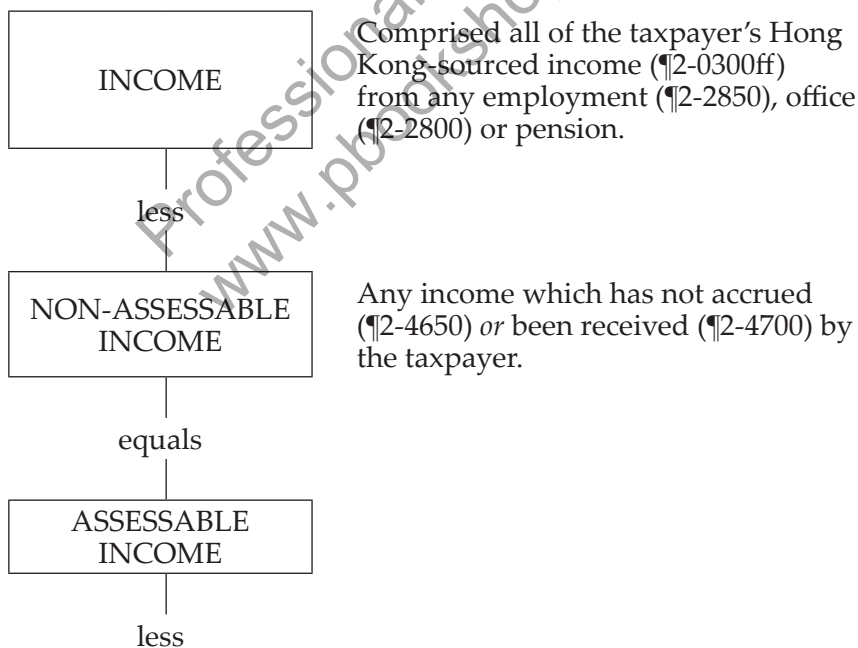 INCOME
Comprised all of the taxpayer's Hong
Kong-sourced income (¶2-0300ff)
from any employment (¶2-2850), office
(¶2-2800) or pension.
less
NON-ASSESSABLE
INCOME
Any income which has not accrued
(¶2-4650) or been received (¶2-4700) by
the taxpayer.
equals
ASSESSABLE
INCOME
less